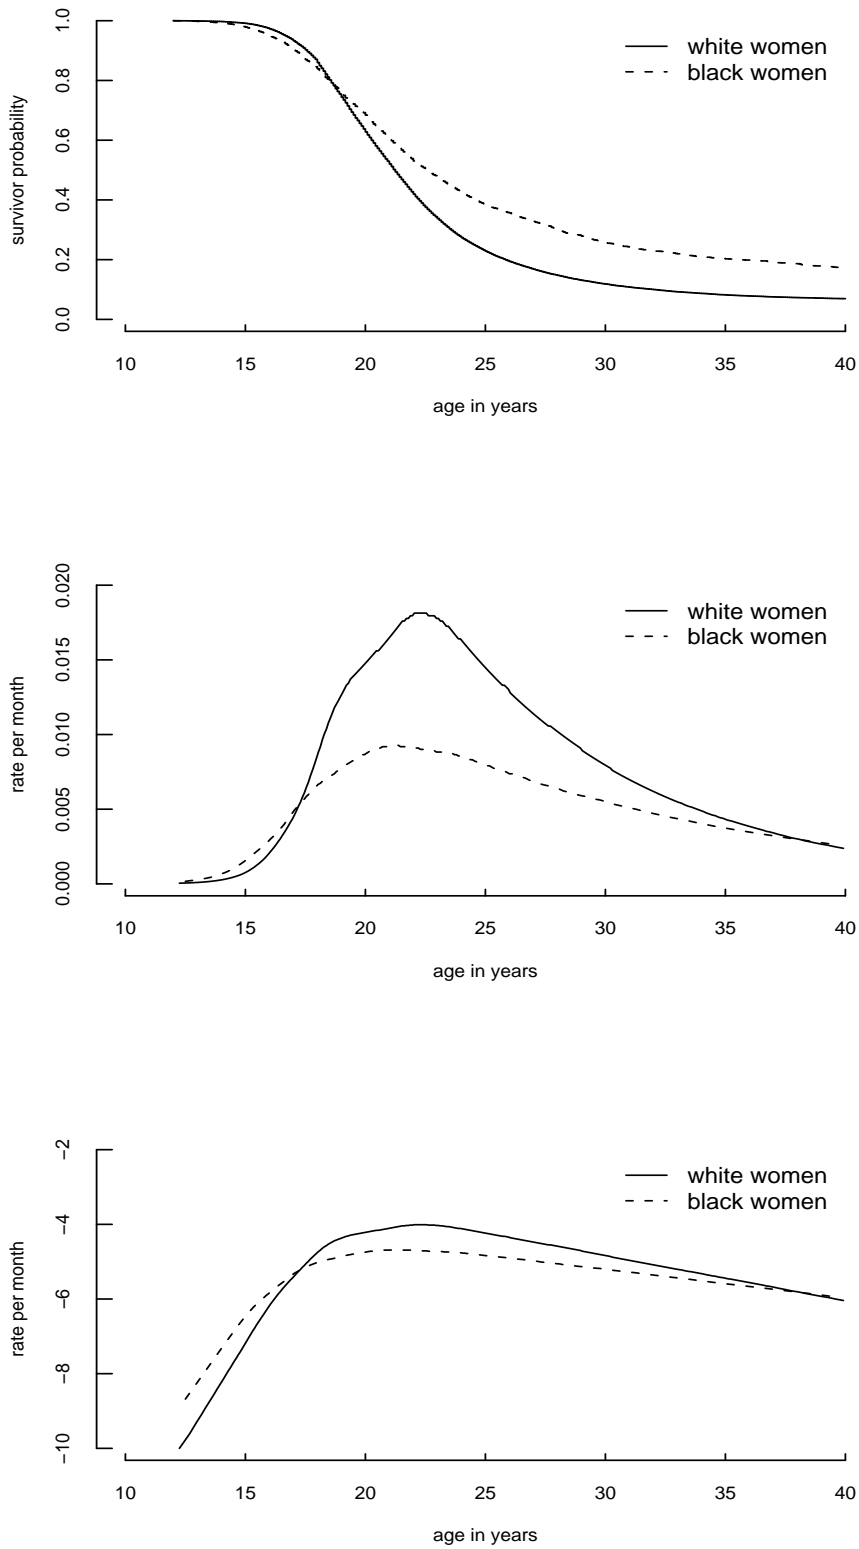 white women
black women
survivor probability
0.0 0.2 0.4 0.6 0.8 1.0
10 15 20 25 30 35 40
age in years
white women
black women
rate per month
0.000 0.005 0.010 0.015 0.020
10 15 20 25 30 35 40
age in years
white women
black women
rate per month
−10 −8 −6 −4 −2
10 15 20 25 30 35 40
age in years